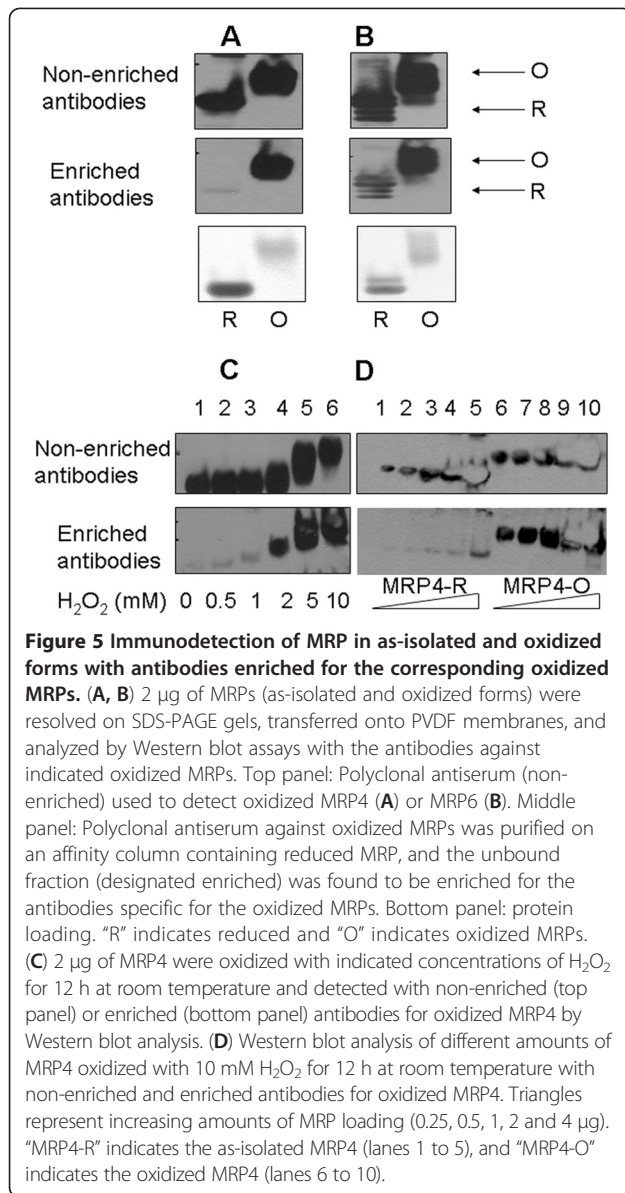 A B
Non-enriched
antibodies
O
R
Enriched
antibodies
O
R
R O R O
C D
1 2 3 4 5 6 1 2 3 4 5 6 7 8 9 10
Non-enriched
antibodies
Enriched
antibodies
MRP4-R MRP4-O
H₂O₂ (mM) 0 0.5 1 2 5 10
Figure 5 Immunodetection of MRP in as-isolated and oxidized
forms with antibodies enriched for the corresponding oxidized
MRPs. (A, B) 2 μg of MRPs (as-isolated and oxidized forms) were
resolved on SDS-PAGE gels, transferred onto PVDF membranes, and
analyzed by Western blot assays with the antibodies against
indicated oxidized MRPs. Top panel: Polyclonal antiserum (non-
enriched) used to detect oxidized MRP4 (A) or MRP6 (B). Middle
panel: Polyclonal antiserum against oxidized MRPs was purified on
an affinity column containing reduced MRP, and the unbound
fraction (designated enriched) was found to be enriched for the
antibodies specific for the oxidized MRPs. Bottom panel: protein
loading. “R” indicates reduced and “O” indicates oxidized MRPs.
(C) 2 μg of MRP4 were oxidized with indicated concentrations of H₂O₂
for 12 h at room temperature and detected with non-enriched (top
panel) or enriched (bottom panel) antibodies for oxidized MRP4 by
Western blot analysis. (D) Western blot analysis of different amounts of
MRP4 oxidized with 10 mM H₂O₂ for 12 h at room temperature with
non-enriched and enriched antibodies for oxidized MRP4. Triangles
represent increasing amounts of MRP loading (0.25, 0.5, 1, 2 and 4 μg).
“MRP4-R” indicates the as-isolated MRP4 (lanes 1 to 5), and “MRP4-O”
indicates the oxidized MRP4 (lanes 6 to 10).